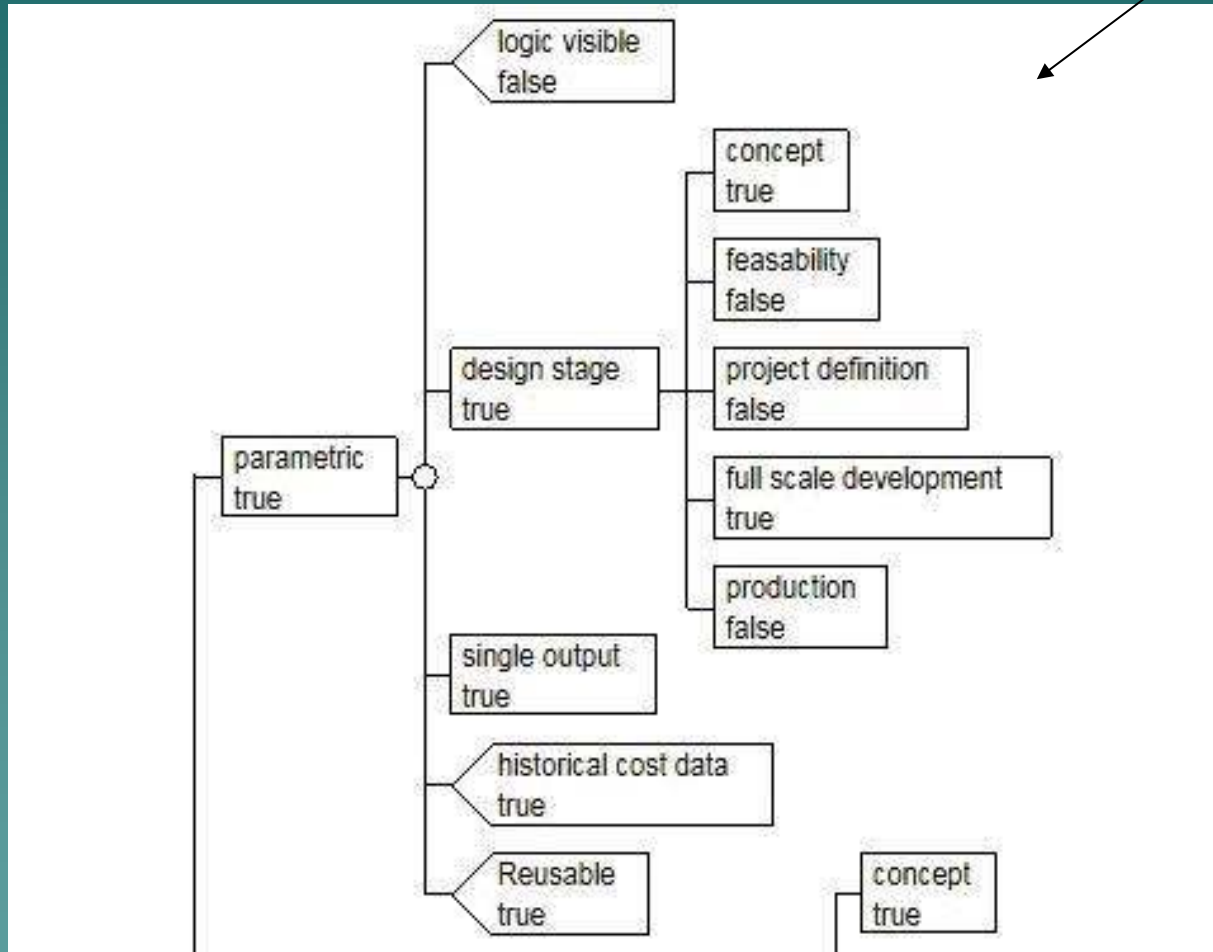 logic visible
false
concept
true
feasability
false
design stage
true
project definition
false
parametric
true
full scale development
true
production
false
single output
true
historical cost data
true
Reusable
true
concept
true